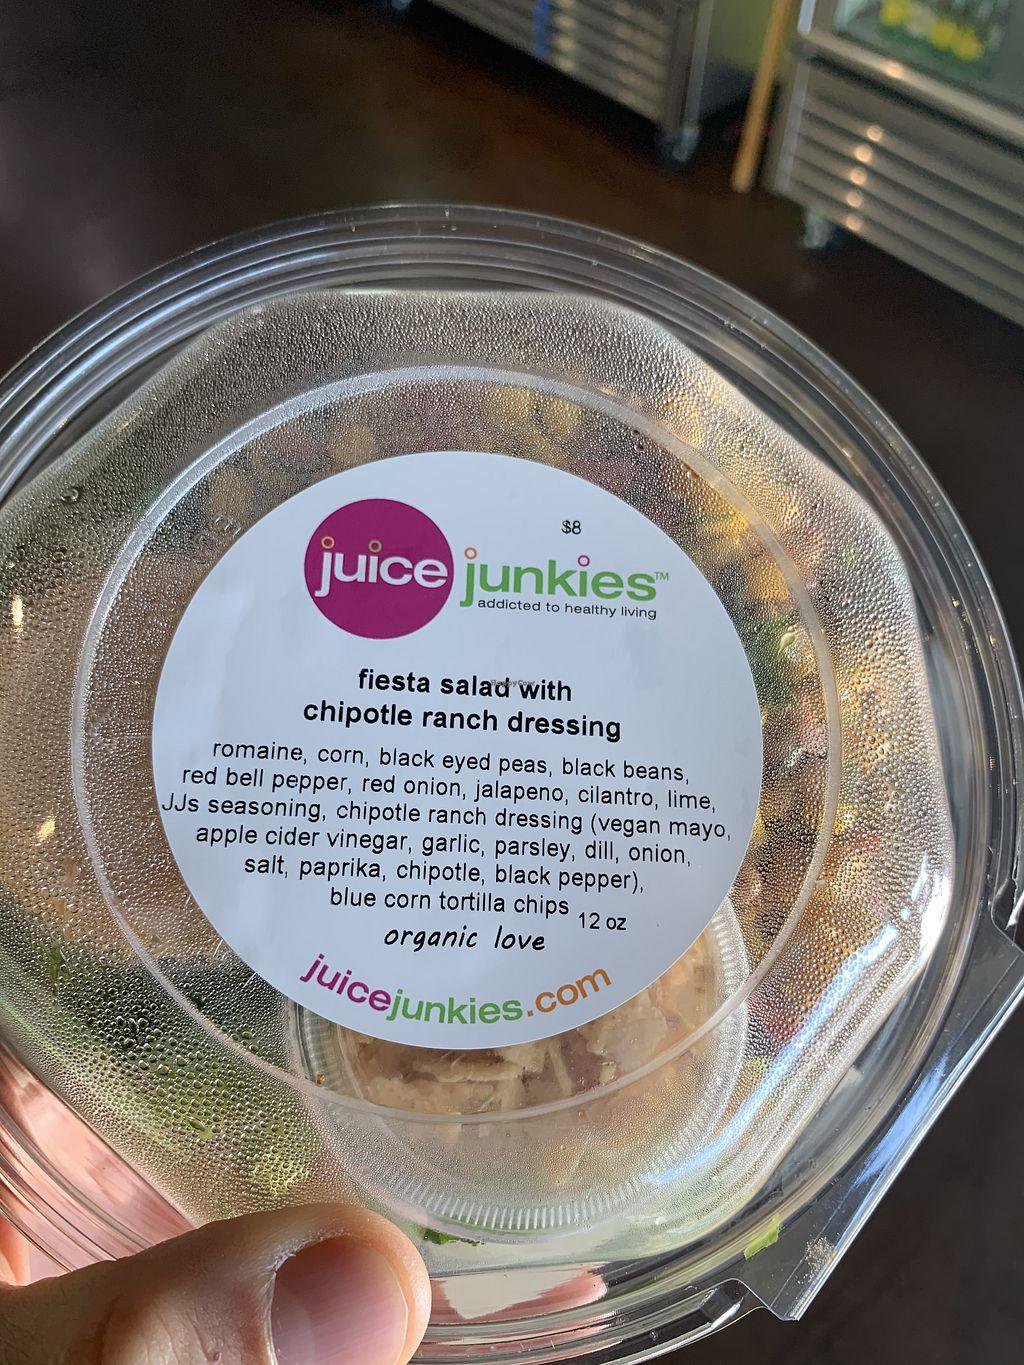 $8
juice junkies™
addicted to healthy living
fiesta salad with
HappyCow
chipotle ranch dressing
romaine, corn, black eyed peas, black beans,
red bell pepper, red onion, jalapeno, cilantro, lime,
JJs seasoning, chipotle ranch dressing (vegan mayo,
apple cider vinegar, garlic, parsley, dill, onion,
salt, paprika, chipotle, black pepper),
blue corn tortilla chips 12 oz
organic love
juicejunkies.com